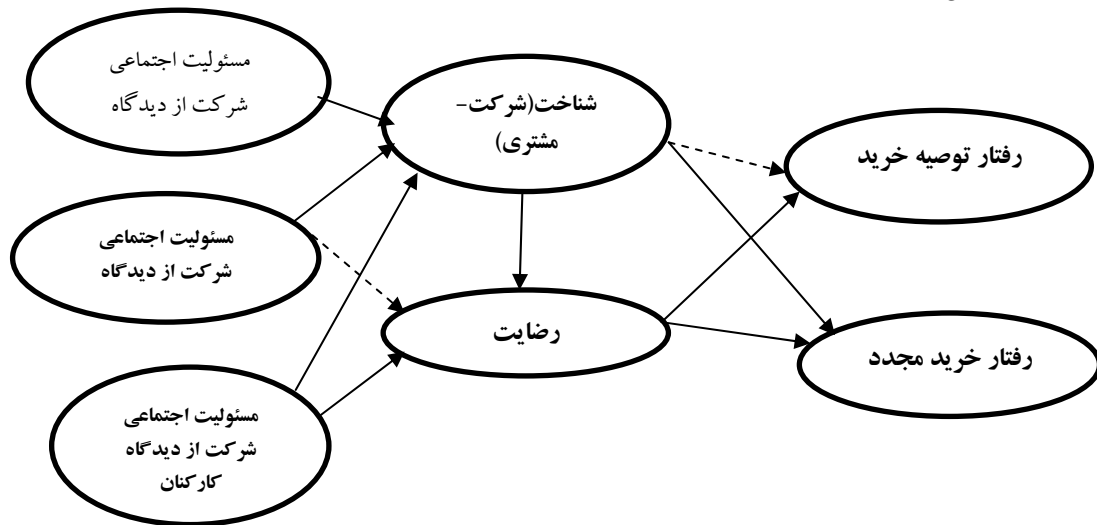 مسئولیت اجتماعی
شرکت از دیدگاه
شناخت(شرکت-
مشتری)
رفتار توصیه خرید
مسئولیت اجتماعی
شرکت از دیدگاه
رضایت
رفتار خرید مجدد
مسئولیت اجتماعی
شرکت از دیدگاه
کارکنان